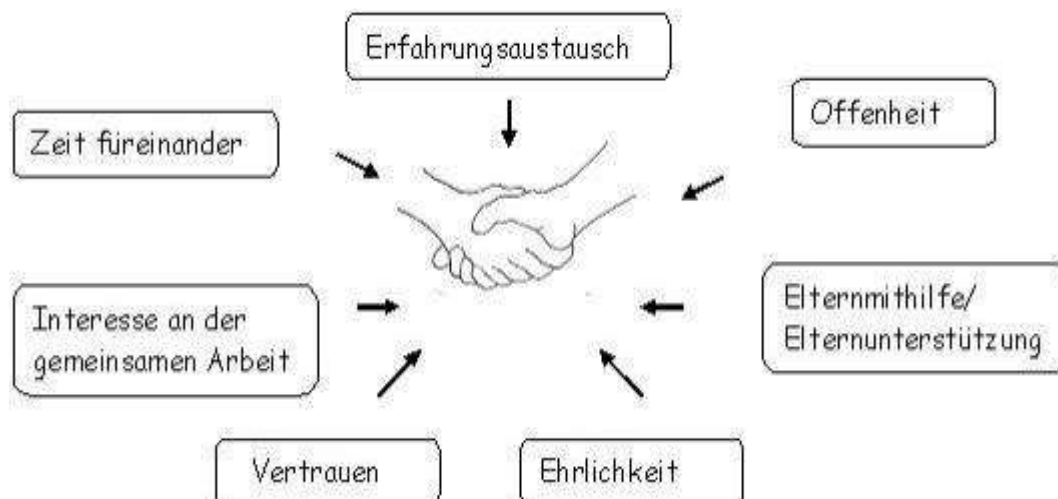 Erfahrungsaustausch
Offenheit
Zeit füreinander
Elternmithilfe/
Elternunterstützung
Interesse an der
gemeinsamen Arbeit
Vertrauen
Ehrlichkeit